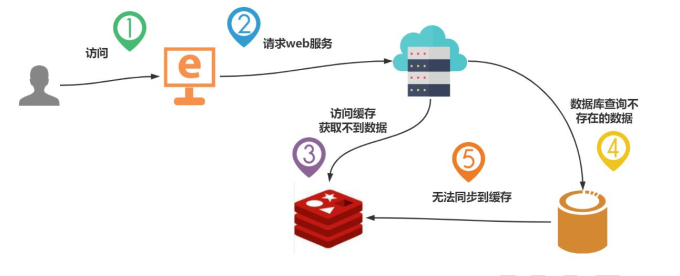 1
访问
2
请求web服务
e
访问缓存
获取不到数据
3
数据库查询不
存在的数据
4
5
无法同步到缓存